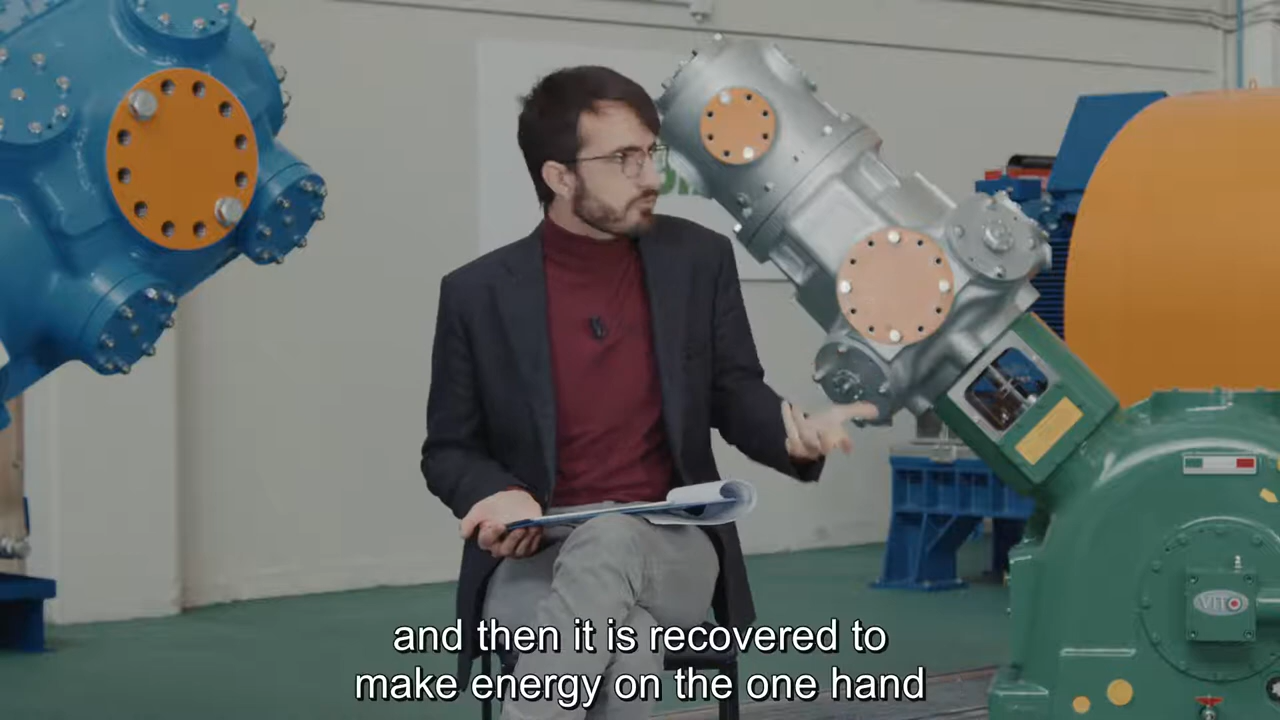 VITO
and then it is recovered to
make energy on the one hand